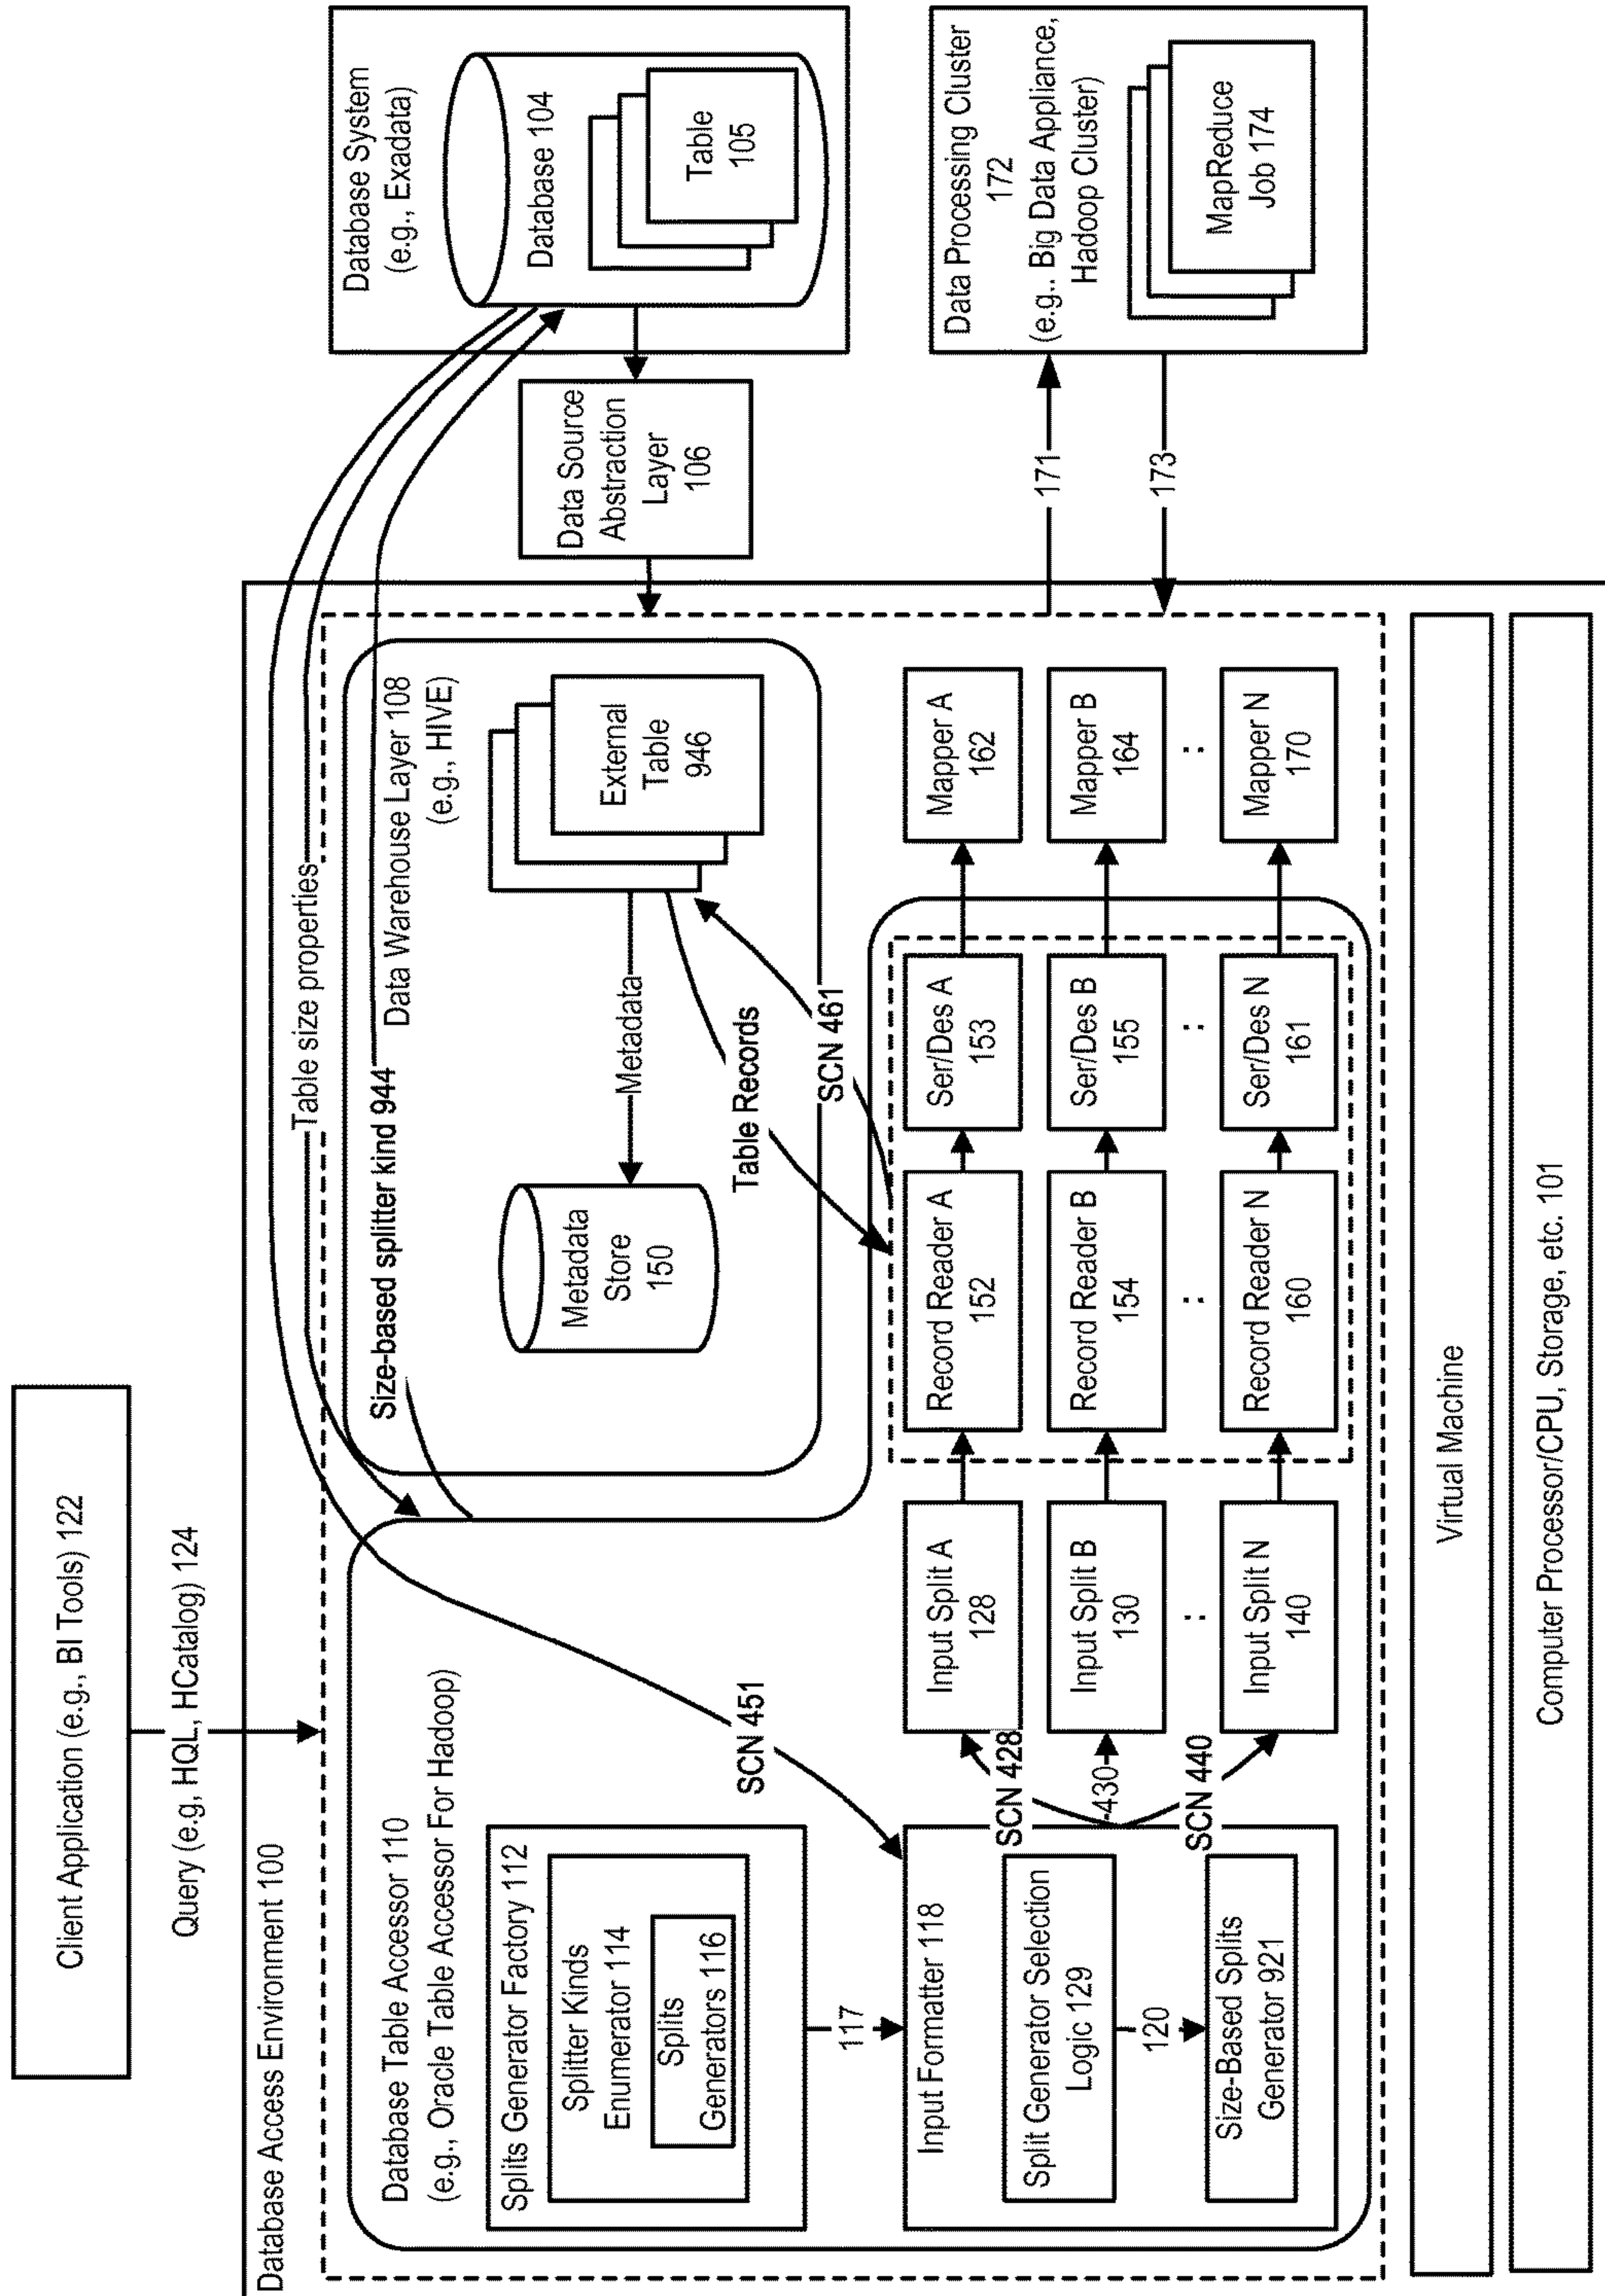 Client Application (e.g., BI Tools) 122
Query (e.g, HQL, HCatalog) 124
Database Access Environment 100
Database Table Accessor 110
(e.g., Oracle Table Accessor For Hadoop)
Splits Generator Factory 112
Splitter Kinds
Enumerator 114
Splits
Generators 116
117
Input Formatter 118
Split Generator Selection
Logic 129
120
Size-Based Splits
Generator 921
SCN 451
SCN 428
430
SCN 440
Input Split A
128
Input Split B
130
:
Input Split N
140
Table size properties
Size-based splitter kind 944
Data Warehouse Layer 108
(e.g., HIVE)
Metadata
Store
150
Metadata
External
Table
946
Table Records
SCN 461
Record Reader A
152
Record Reader B
154
:
Record Reader N
160
Ser/Des A
153
Ser/Des B
155
:
Ser/Des N
161
Mapper A
162
Mapper B
164
:
Mapper N
170
Virtual Machine
Computer Processor/CPU, Storage, etc. 101
Database System
(e.g., Exadata)
Database 104
Table
105
Data Source
Abstraction
Layer
106
171
173
Data Processing Cluster
172
(e.g.. Big Data Appliance,
Hadoop Cluster)
MapReduce
Job 174